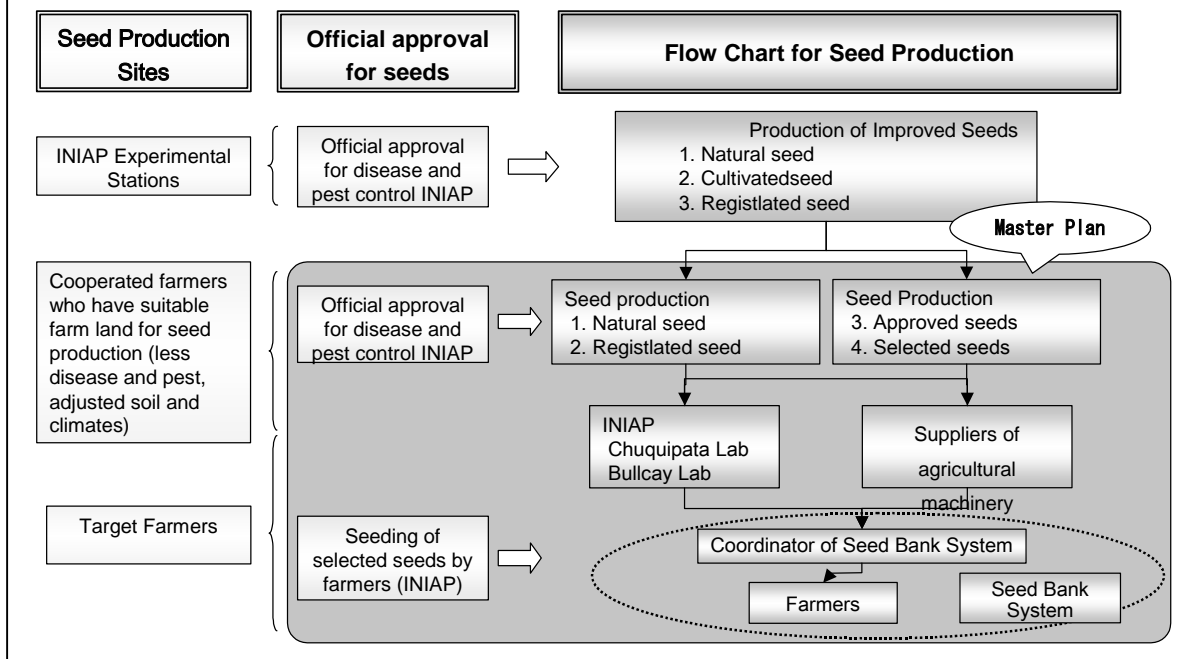 Seed Production
Sites
Official approval
for seeds
Flow Chart for Seed Production
INIAP Experimental
Stations
Official approval
for disease and
pest control INIAP
Production of Improved Seeds
1. Natural seed
2. Cultivatedseed
3. Registlated seed
Master Plan
Cooperated farmers
who have suitable
farm land for seed
production (less
disease and pest,
adjusted soil and
climates)
Official approval
for disease and
pest control INIAP
Seed production
1. Natural seed
2. Registlated seed
Seed Production
3. Approved seeds
4. Selected seeds
INIAP
Chuquipata Lab
Bullcay Lab
Suppliers of
agricultural
machinery
Target Farmers
Seeding of
selected seeds by
farmers (INIAP)
Coordinator of Seed Bank System
Farmers
Seed Bank
System